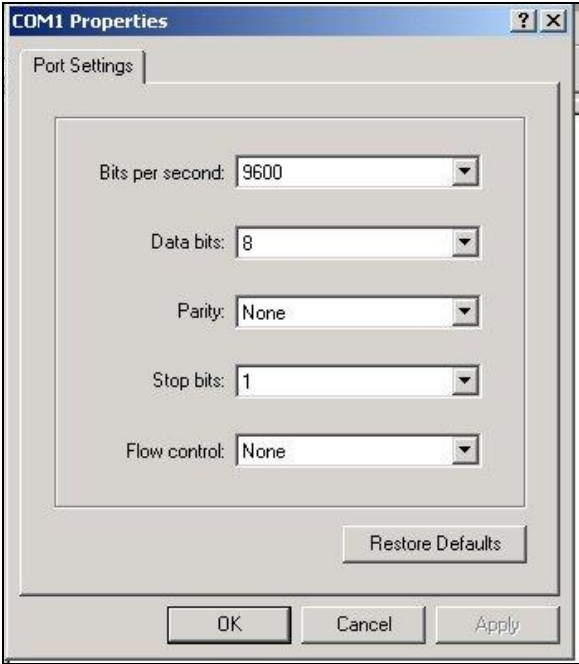 COM1 Properties
Port Settings
Bits per second: 9600
Data bits: 8
Parity: None
Stop bits: 1
Flow control: None
Restore Defaults
OK Cancel Apply